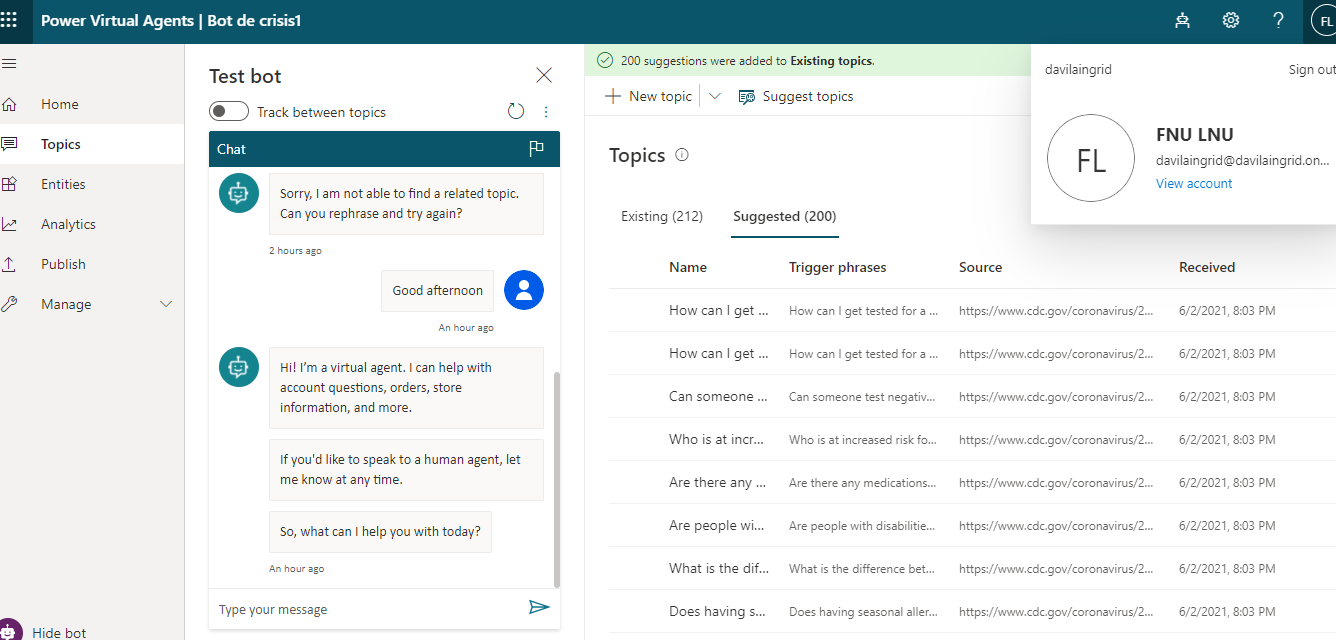 Power Virtual Agents | Bot de crisis1
FL
Home
Topics
Entities
Analytics
Publish
Manage
Hide bot
Test bot
Track between topics
Chat
Sorry, I am not able to find a related topic.
Can you rephrase and try again?
2 hours ago
Good afternoon
An hour ago
Hi! I'm a virtual agent. I can help with
account questions, orders, store
information, and more.
If you'd like to speak to a human agent, let
me know at any time.
So, what can I help you with today?
An hour ago
Type your message
200 suggestions were added to Existing topics.
New topic
Suggest topics
davilaingrid
Sign out
FL
FNU LNU
davilaingrid@davilaingrid.on...
View account
Topics
Existing (212)
Suggested (200)
Name Trigger phrases Source Received
How can I get ... How can I get tested for a ... https://www.cdc.gov/coronavirus/2... 6/2/2021, 8:03 PM
How can I get ... How can I get tested for a ... https://www.cdc.gov/coronavirus/2... 6/2/2021, 8:03 PM
Can someone ... Can someone test negativ... https://www.cdc.gov/coronavirus/2... 6/2/2021, 8:03 PM
Who is at incr... Who is at increased risk fo... https://www.cdc.gov/coronavirus/2... 6/2/2021, 8:03 PM
Are there any ... Are there any medications... https://www.cdc.gov/coronavirus/2... 6/2/2021, 8:03 PM
Are people wi... Are people with disabilitie... https://www.cdc.gov/coronavirus/2... 6/2/2021, 8:03 PM
What is the dif... What is the difference bet... https://www.cdc.gov/coronavirus/2... 6/2/2021, 8:03 PM
Does having s... Does having seasonal aller... https://www.cdc.gov/coronavirus/2... 6/2/2021, 8:03 PM